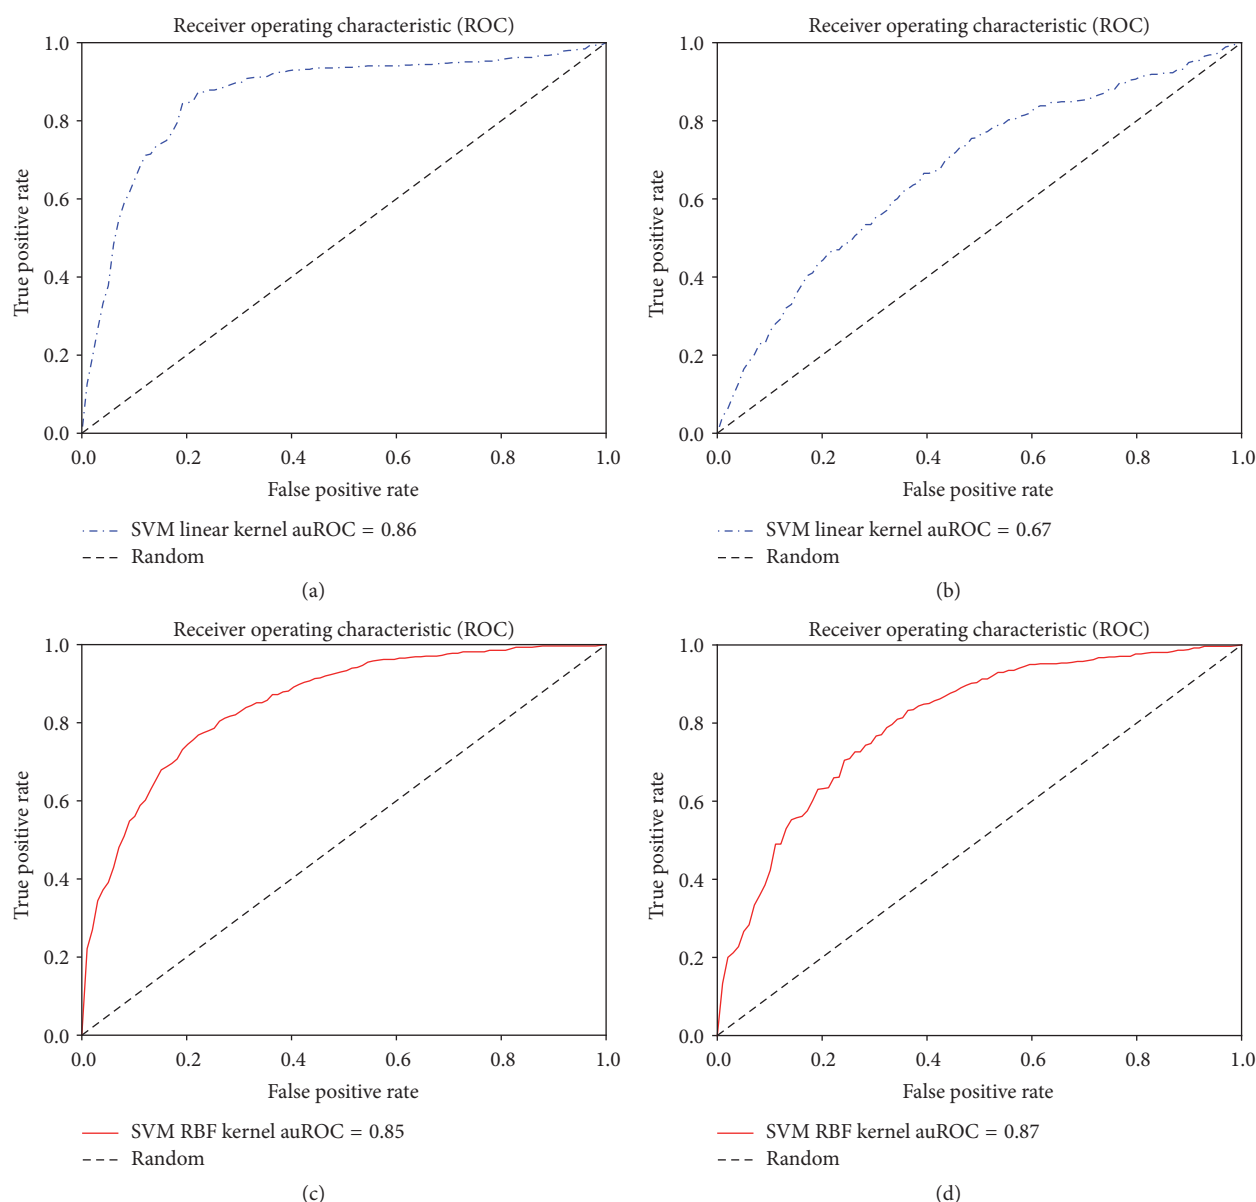 Receiver operating characteristic (ROC)
1.0
0.8
0.6
0.4
0.2
0.0
True positive rate
0.0 0.2 0.4 0.6 0.8 1.0
False positive rate
SVM linear kernel auROC = 0.86
Random
(a)
Receiver operating characteristic (ROC)
1.0
0.8
0.6
0.4
0.2
0.0
True positive rate
0.0 0.2 0.4 0.6 0.8 1.0
False positive rate
SVM linear kernel auROC = 0.67
Random
(b)
Receiver operating characteristic (ROC)
1.0
0.8
0.6
0.4
0.2
0.0
True positive rate
0.0 0.2 0.4 0.6 0.8 1.0
False positive rate
SVM RBF kernel auROC = 0.85
Random
(c)
Receiver operating characteristic (ROC)
1.0
0.8
0.6
0.4
0.2
0.0
True positive rate
0.0 0.2 0.4 0.6 0.8 1.0
False positive rate
SVM RBF kernel auROC = 0.87
Random
(d)